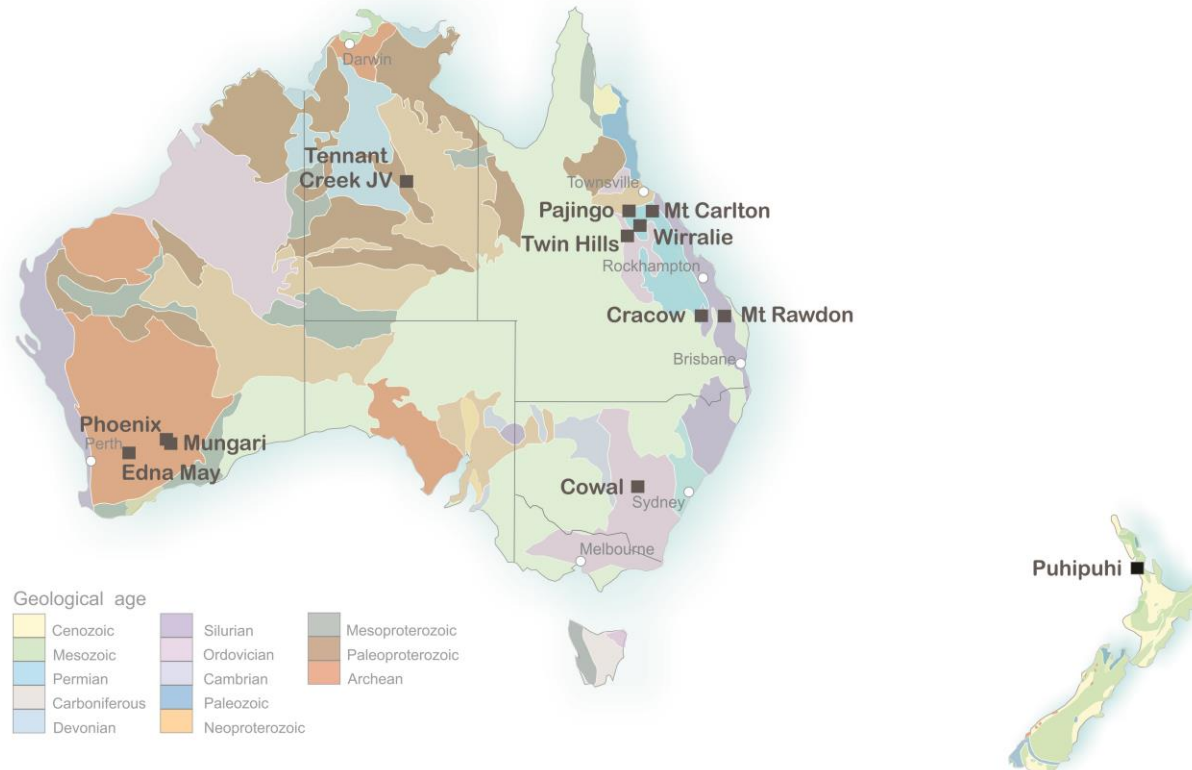 Darwin
Tennant
Creek JV
Townsville
Pajingo
Mt Carlton
Wirralie
Twin Hills
Rockhampton
Cracow
Mt Rawdon
Brisbane
Phoenix
Perth
Mungari
Edna May
Cowal
Sydney
Melbourne
Puhipuhi
Geological age
Cenozoic
Mesozoic
Permian
Carboniferous
Devonian
Silurian
Ordovician
Cambrian
Paleozoic
Neoproterozoic
Mesoproterozoic
Paleoproterozoic
Archean